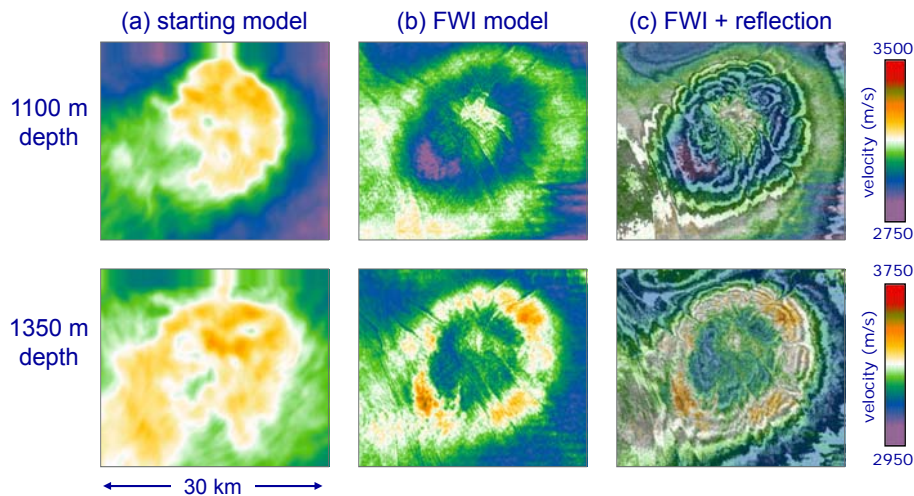 (a) starting model
(b) FWI model
(c) FWI + reflection
1100 m
depth
3500
velocity (m/s)
2750
1350 m
depth
3750
velocity (m/s)
2950
30 km